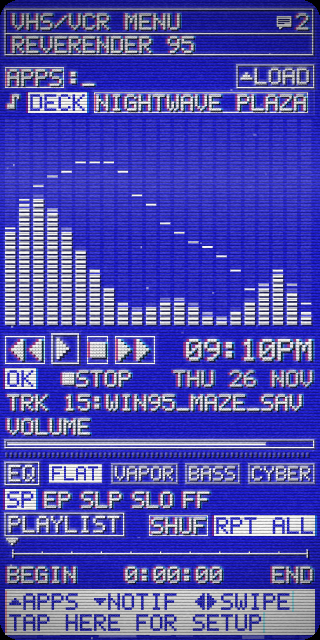 VHS/VCR MENU 2
REVERENDER 95
APPS:_ LOAD
DECK NIGHTWAVE PLAZA
09:10PM
OK STOP THU 26 NOV
TRK 15:WIN95_MAZE_SAV
VOLUME
EQ FLAT VAPOR BASS CYBER
SP EP SLP SLO FF
PLAYLIST SHUF RPT ALL
BEGIN 0:00:00 END
APPS NOTIF SWIPE
TAP HERE FOR SETUP